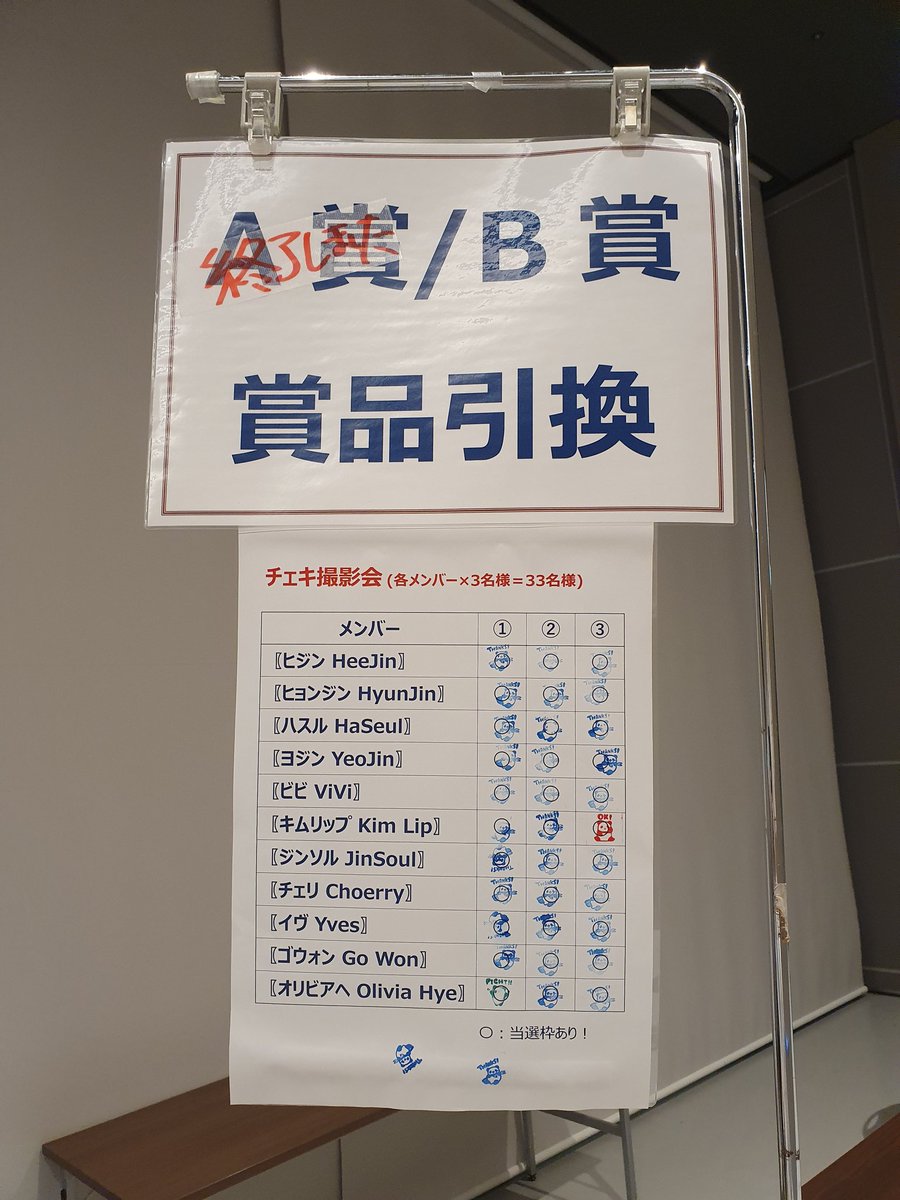 A賞/B賞
終了しました
賞品引換
チェキ撮影会 (各メンバー×3名様=33名様)
メンバー ① ② ③
〖ヒジン HeeJin〗
〖ヒョンジン HyunJin〗
〖ハスル HaSeul〗
〖ヨジン YeoJin〗
〖ビビ ViVi〗
〖キムリップ Kim Lip〗 OK!
〖ジンソル JinSoul〗
〖チェリ Choerry〗
〖イヴ Yves〗
〖ゴウォン Go Won〗
〖オリビアヘ Olivia Hye〗
〇:当選枠あり!